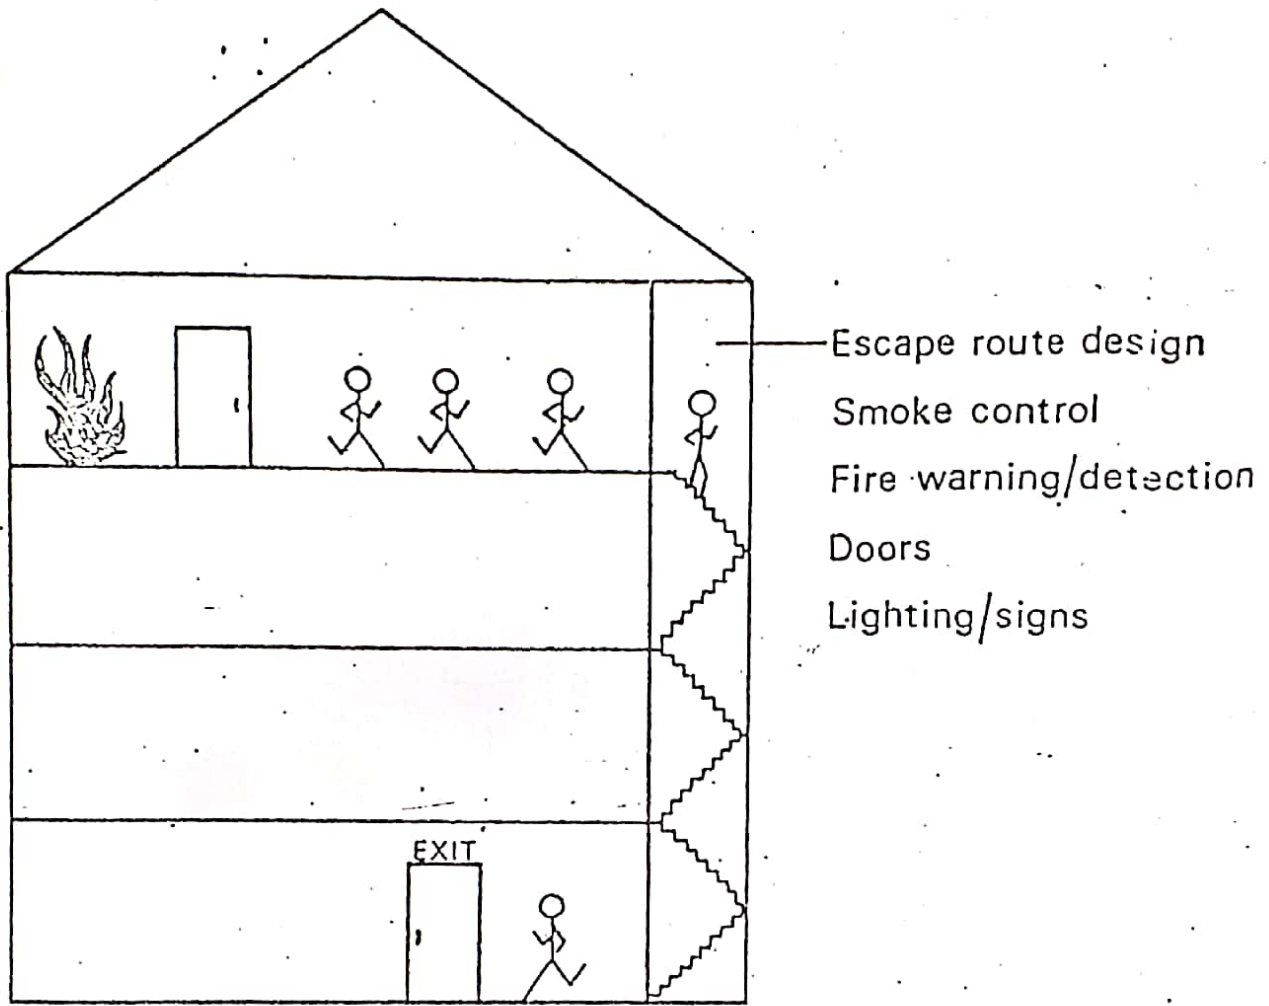 Escape route design
Smoke control
Fire warning/detection
Doors
Lighting/signs
EXIT